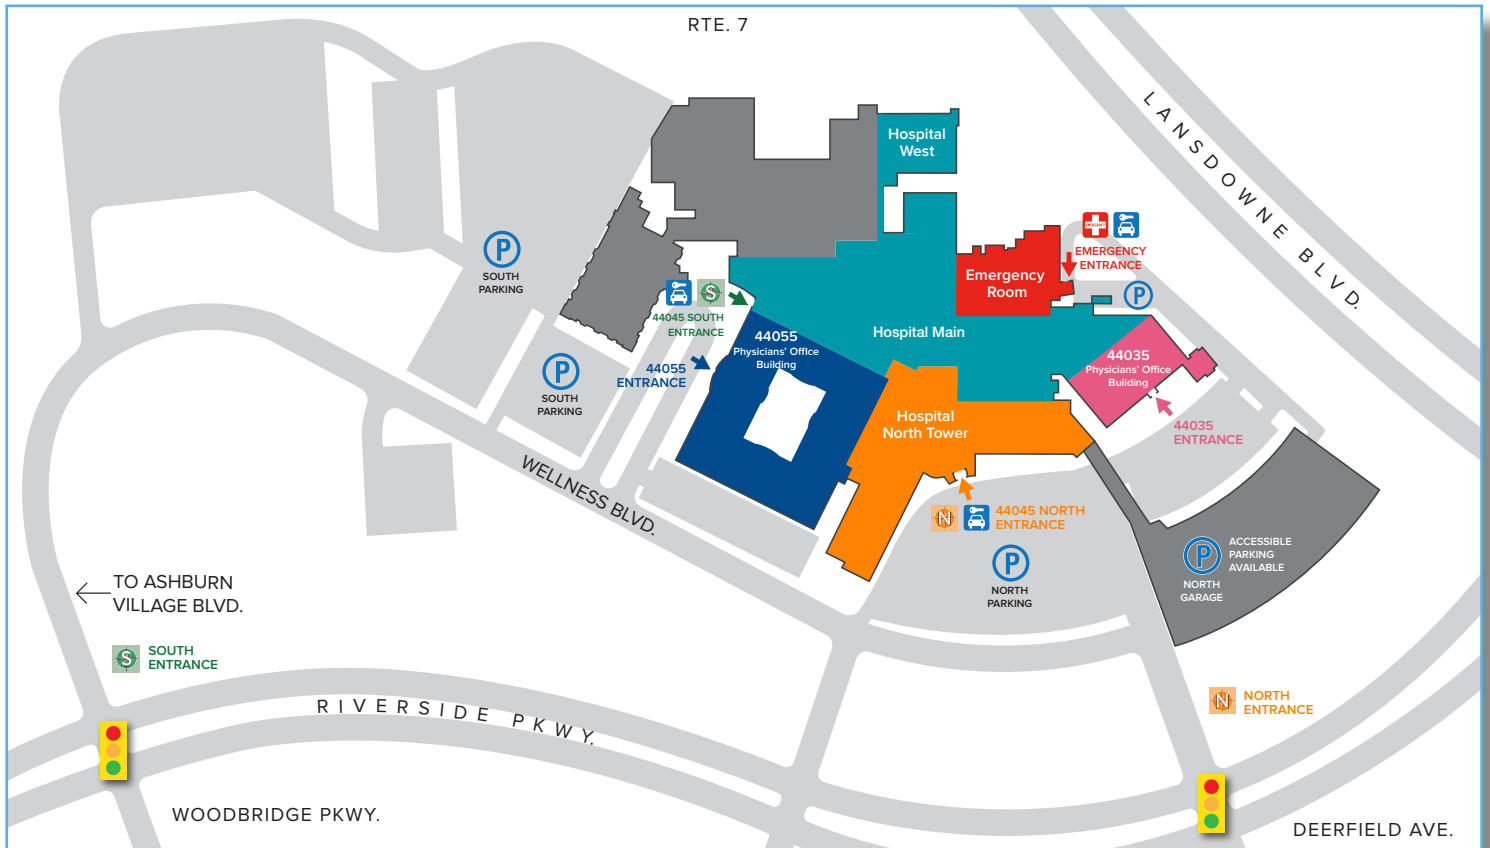 RTE. 7
LANSDOWNE BLVD.
Hospital
West
EMERGENCY
EMERGENCY
ENTRANCE
Emergency
Room
P
P
SOUTH
PARKING
S
44045 SOUTH
ENTRANCE
Hospital Main
44055
Physicians' Office
Building
44055
ENTRANCE
44035
Physicians' Office
Building
44035
ENTRANCE
P
SOUTH
PARKING
Hospital
North Tower
WELLNESS BLVD.
N
44045 NORTH
ENTRANCE
P
NORTH
PARKING
P
ACCESSIBLE
PARKING
AVAILABLE
NORTH
GARAGE
TO ASHBURN
VILLAGE BLVD.
S
SOUTH
ENTRANCE
N
NORTH
ENTRANCE
RIVERSIDE PKWY.
WOODBRIDGE PKWY.
DEERFIELD AVE.